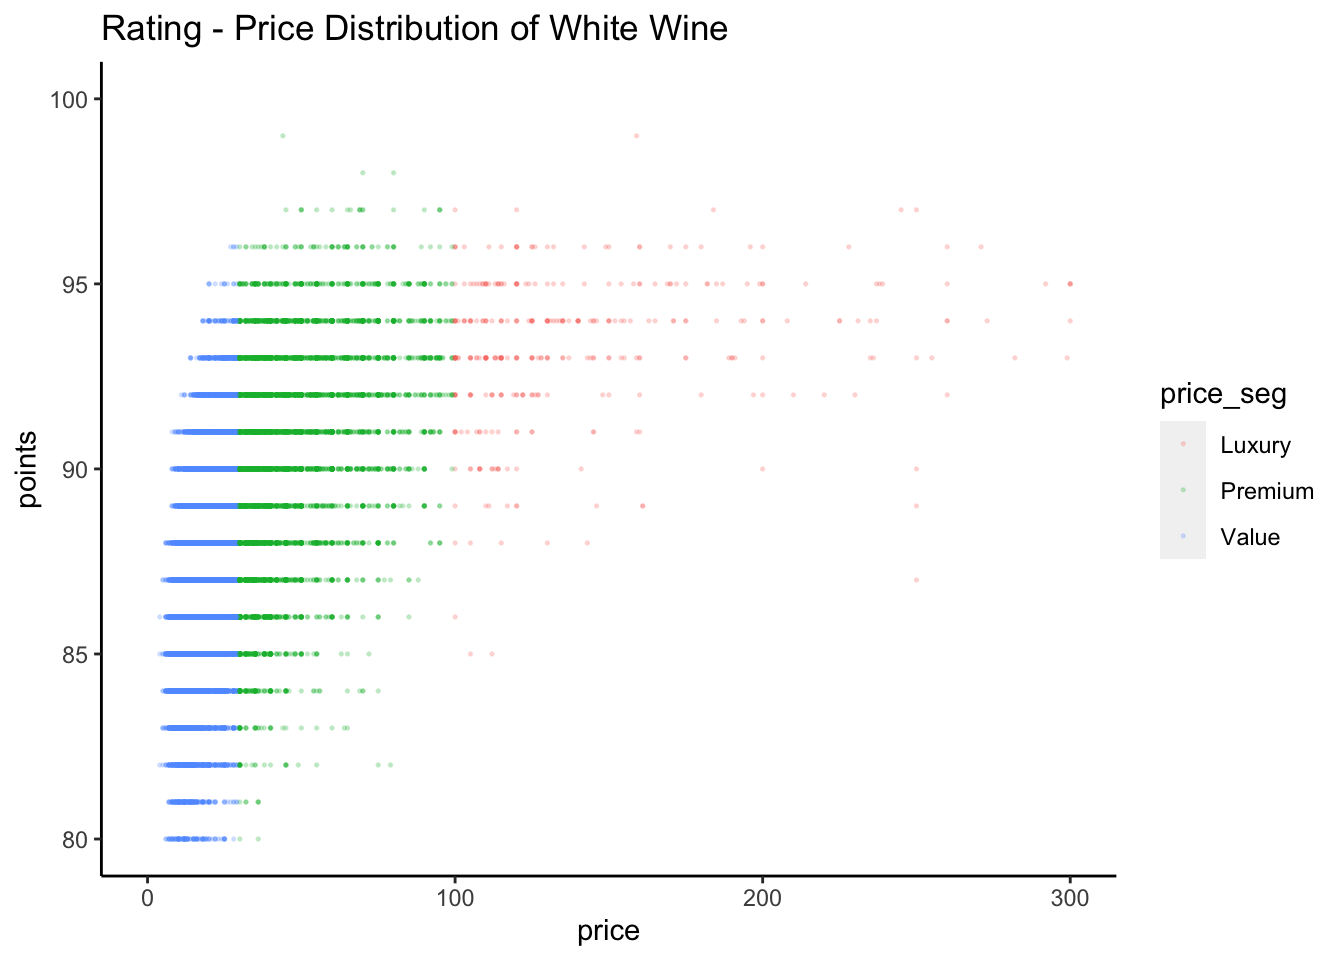 Rating - Price Distribution of White Wine
100
95
90
85
80
points
0 100 200 300
price
price_seg
Luxury
Premium
Value